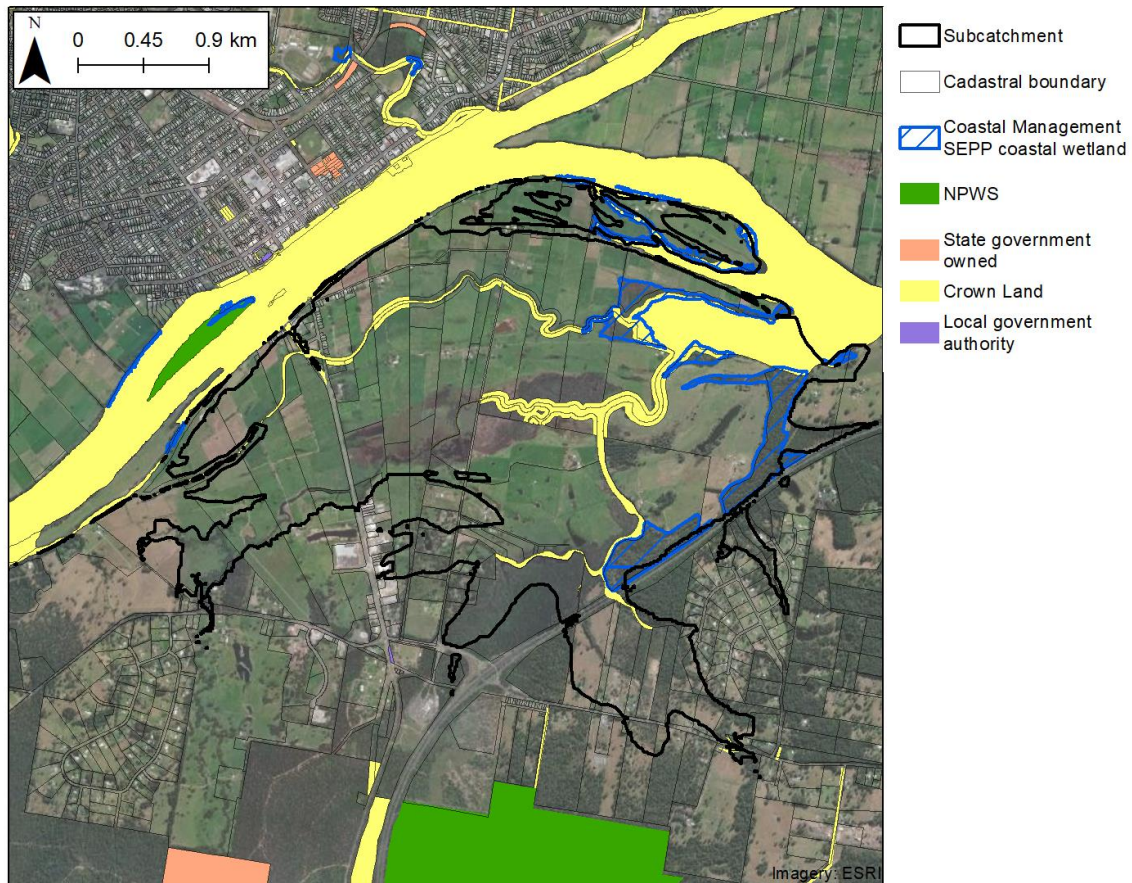 N
0 0.45 0.9 km
Subcatchment
Cadastral boundary
Coastal Management
SEPP coastal wetland
NPWS
State government
owned
Crown Land
Local government
authority
Imagery: ESRI